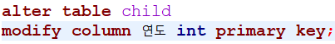 alter table child
modify column 연도 int primary key;